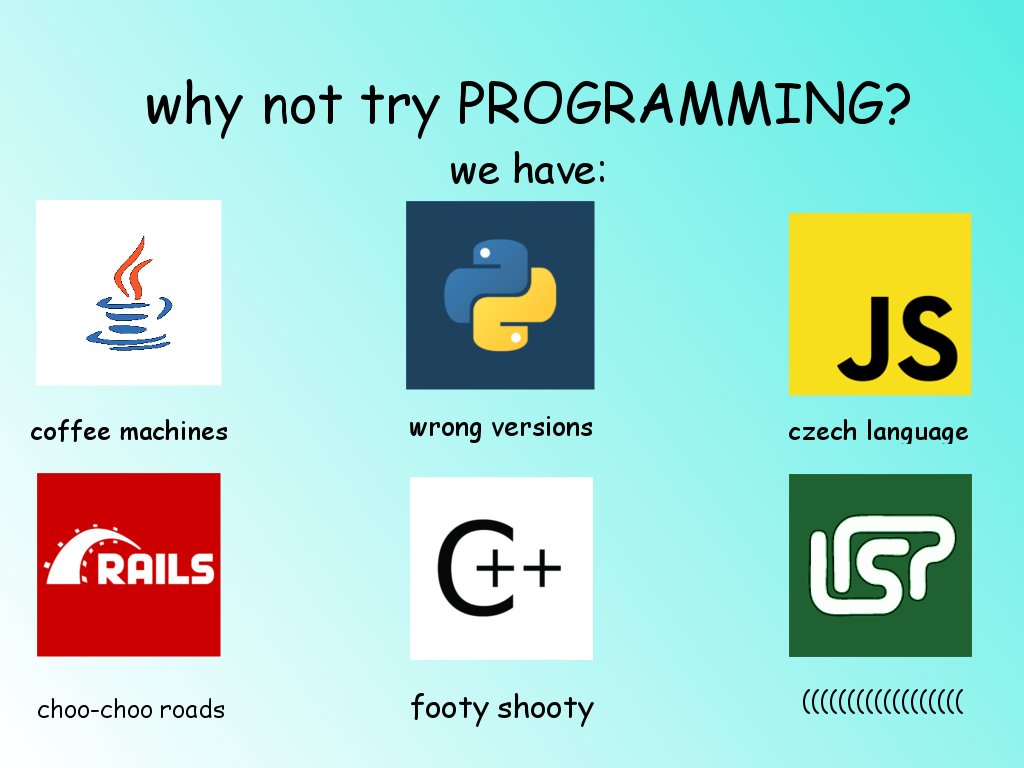 why not try PROGRAMMING?
we have:
JS
coffee machines
wrong versions
czech language
RAILS
C++
LISP
choo-choo roads
footy shooty
((((((((((((((((((